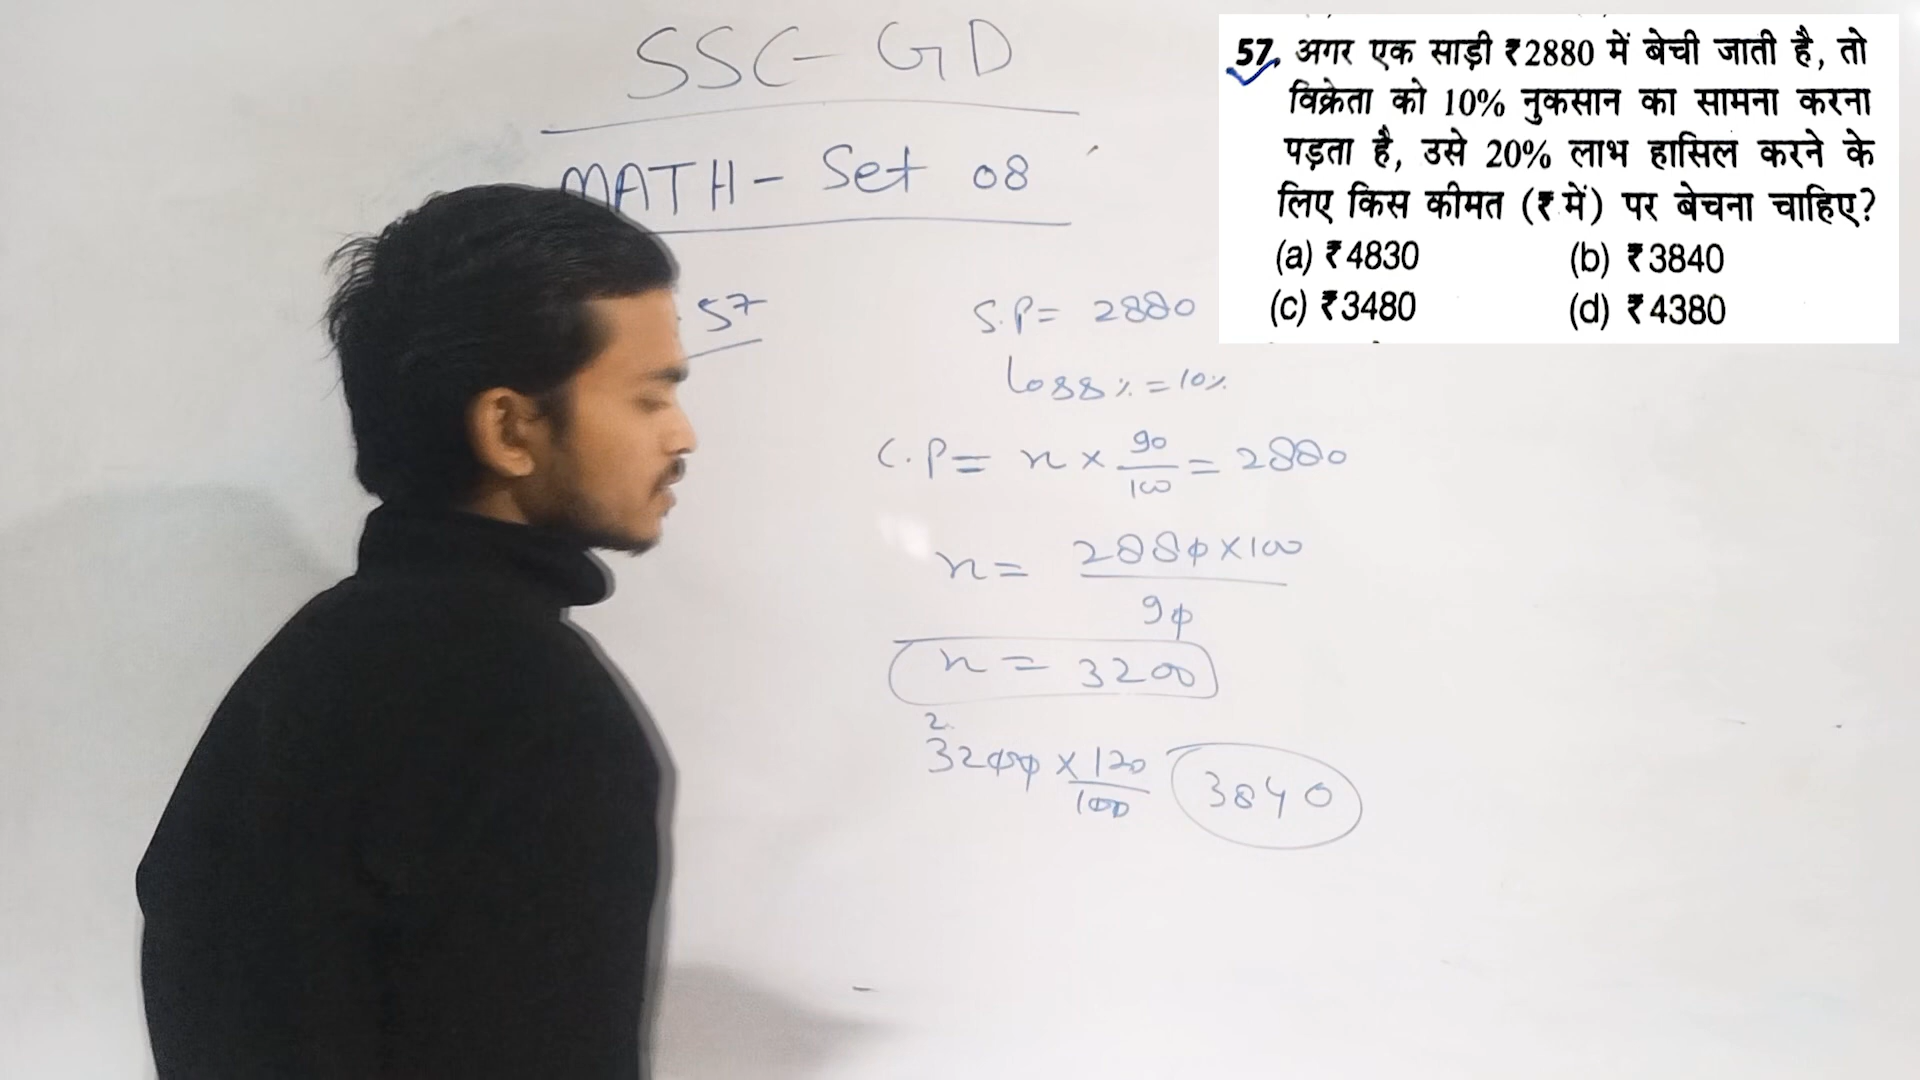 SSC-GD
MATH - Set 08
57
S.P = 2880
Loss % = 10%
C.P = x × 90/100 = 2880
x = 2880×100/90
x = 3200
2
3200 × 120/100 3840
57. अगर एक साड़ी ₹2880 में बेची जाती है, तो
विक्रेता को 10% नुकसान का सामना करना
पड़ता है, उसे 20% लाभ हासिल करने के
लिए किस कीमत (₹ में) पर बेचना चाहिए?
(a) ₹4830 (b) ₹3840
(c) ₹3480 (d) ₹4380